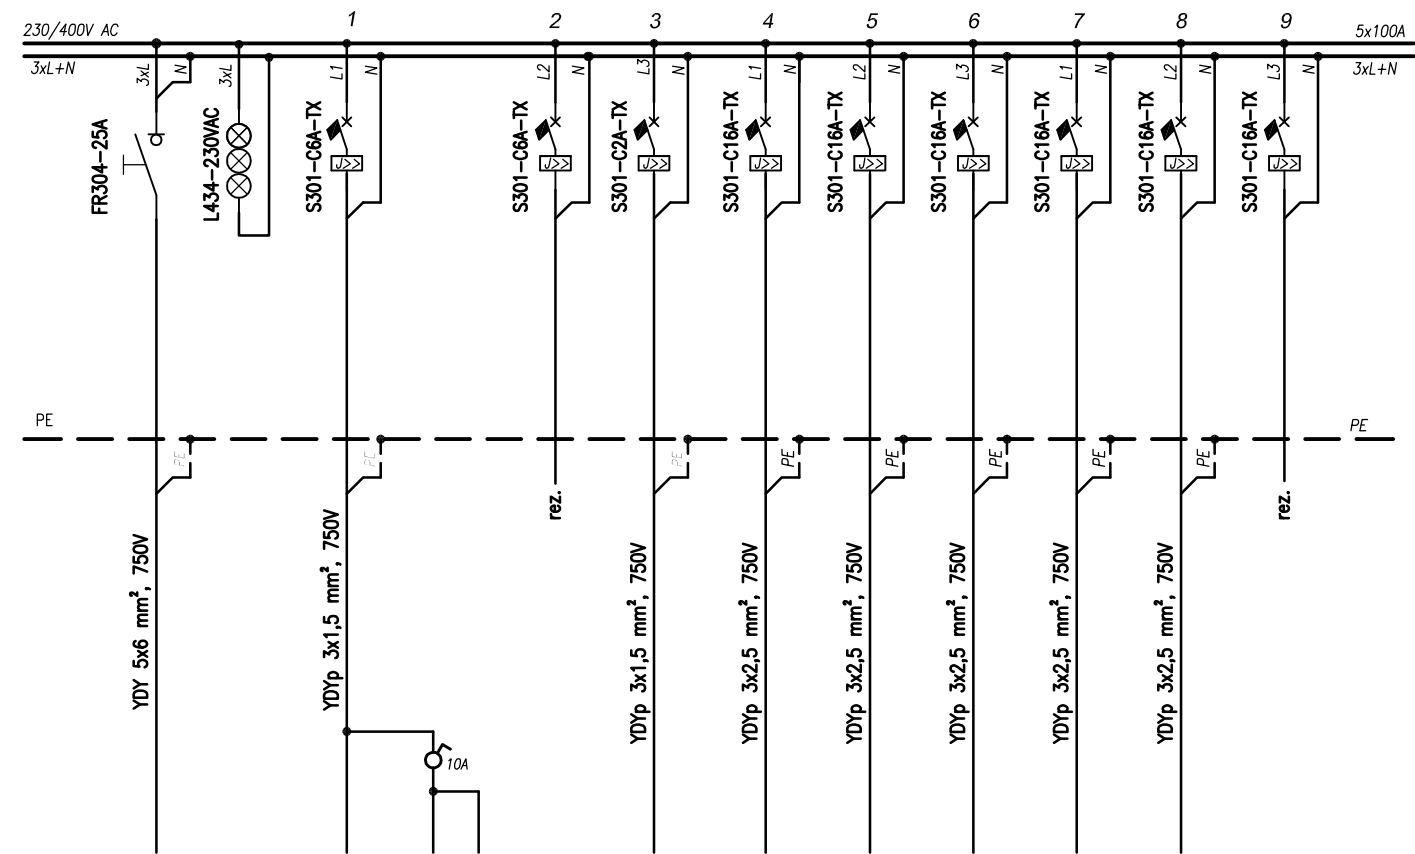 1 2 3 4 5 6 7 8 9
230/400V AC
5x100A
3xL+N
3xL+N
3xL
N
3xL
L1
N
L2
N
L3
N
L1
N
L2
N
L3
N
L1
N
L2
N
L3
N
FR304-25A
L434-230VAC
S301-C6A-TX
S301-C6A-TX
S301-C2A-TX
S301-C16A-TX
S301-C16A-TX
S301-C16A-TX
S301-C16A-TX
S301-C16A-TX
S301-C16A-TX
J>>
J>>
J>>
J>>
J>>
J>>
J>>
J>>
J>>
PE
PE
PE
PE
PE
PE
PE
PE
PE
PE
rez.
rez.
YDY 5x6 mm², 750V
YDYp 3x1,5 mm², 750V
YDYp 3x1,5 mm², 750V
YDYp 3x2,5 mm², 750V
YDYp 3x2,5 mm², 750V
YDYp 3x2,5 mm², 750V
YDYp 3x2,5 mm², 750V
YDYp 3x2,5 mm², 750V
10A